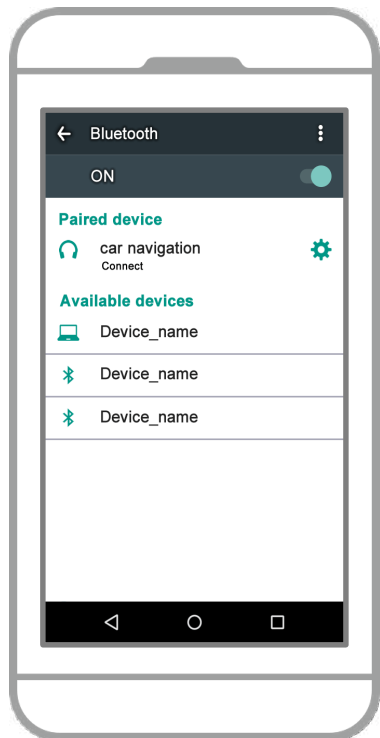 Bluetooth
ON
Paired device
car navigation
Connect
Available devices
Device_name
Device_name
Device_name